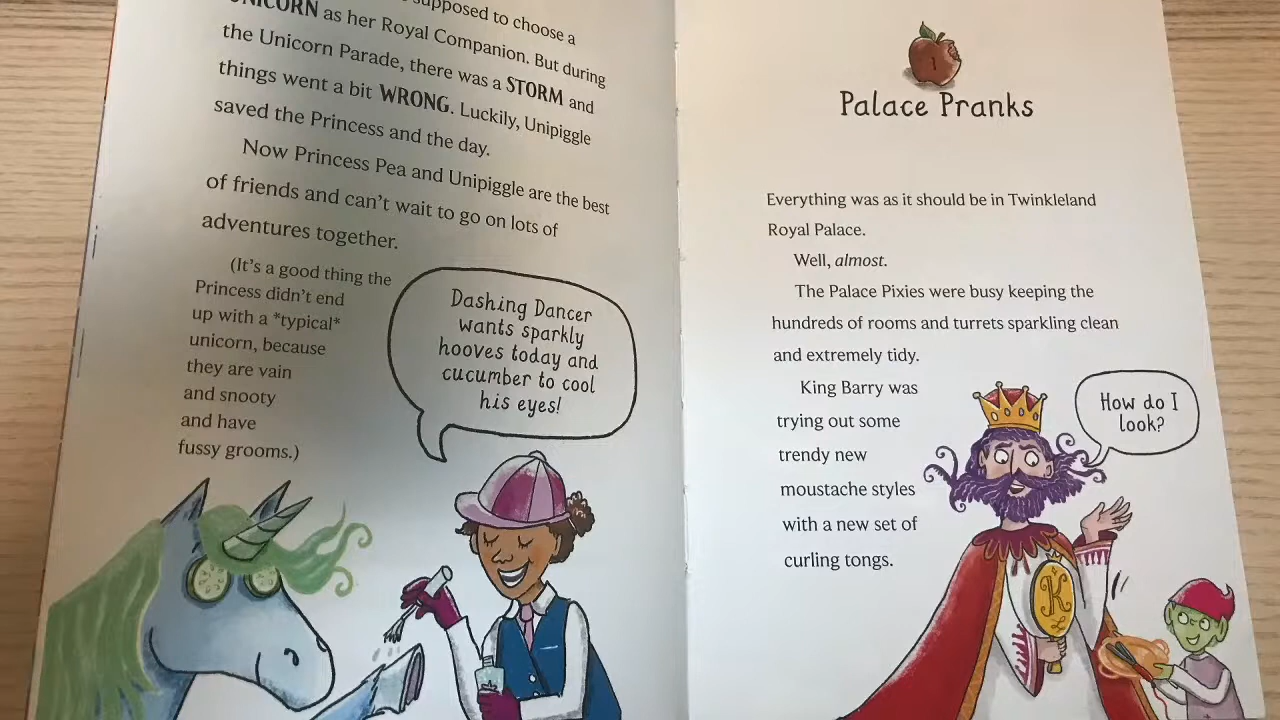 supposed to choose a
UNICORN as her Royal Companion. But during
the Unicorn Parade, there was a STORM and
things went a bit WRONG. Luckily, Unipiggle
saved the Princess and the day.
Now Princess Pea and Unipiggle are the best
of friends and can't wait to go on lots of
adventures together.
(It's a good thing the
Princess didn't end
up with a *typical*
unicorn, because
they are vain
and snooty
and have
fussy grooms.)
Dashing Dancer
wants sparkly
hooves today and
cucumber to cool
his eyes!
1
Palace Pranks
Everything was as it should be in Twinkleland
Royal Palace.
Well, almost.
The Palace Pixies were busy keeping the
hundreds of rooms and turrets sparkling clean
and extremely tidy.
King Barry was
trying out some
trendy new
moustache styles
with a new set of
curling tongs.
How do I
look?
K